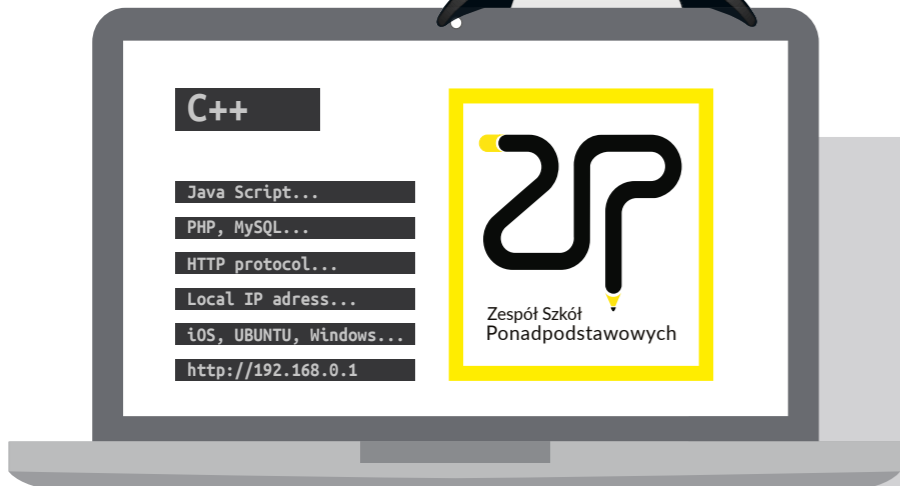 C++
Java Script...
PHP, MySQL...
HTTP protocol...
Local IP adress...
iOS, UBUNTU, Windows...
http://192.168.0.1
Zespół Szkół
Ponadpodstawowych